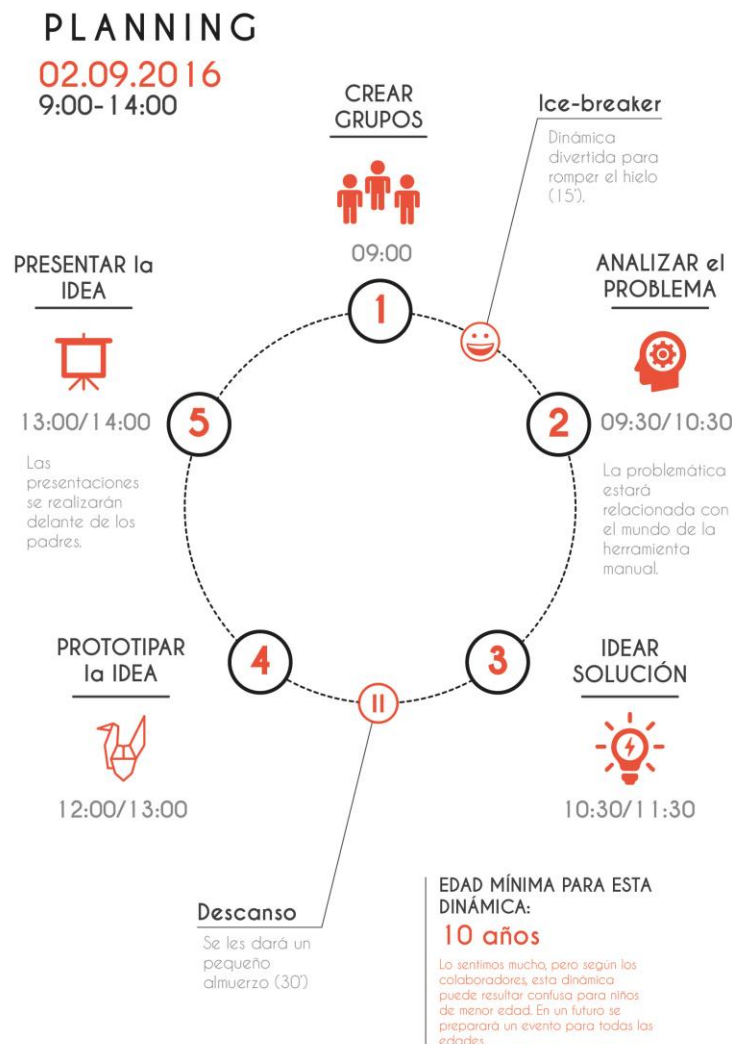 PLANNING
02.09.2016
9:00-14:00
CREAR
GRUPOS
09:00
1
Ice-breaker
Dinámica
divertida para
romper el hielo
(15').
ANALIZAR el
PROBLEMA
2
09:30/10:30
La problemática
estará
relacionada con
el mundo de la
herramienta
manual.
IDEAR
SOLUCIÓN
3
10:30/11:30
Descanso
Se les dará un
pequeño
almuerzo (30')
PROTOTIPAR
la IDEA
4
12:00/13:00
PRESENTAR la
IDEA
5
13:00/14:00
Las
presentaciones
se realizarán
delante de los
padres.
EDAD MÍNIMA PARA ESTA
DINÁMICA:
10 años
Lo sentimos mucho, pero según los
colaboradores, esta dinámica
puede resultar confusa para niños
de menor edad. En un futuro se
preparará un evento para todas las
edades